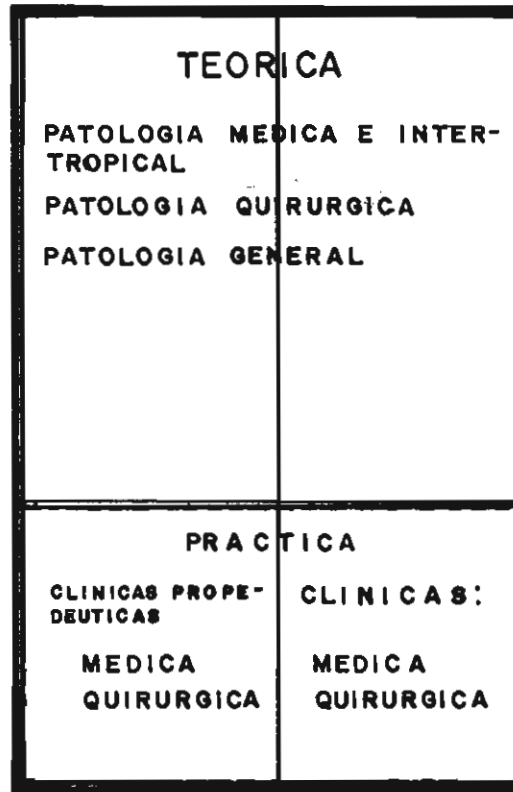 TEORICA
PATOLOGIA MEDICA E INTER-
TROPICAL
PATOLOGIA QUIRURGICA
PATOLOGIA GENERAL
PRACTICA
CLINICAS PROPE-
DEUTICAS
MEDICA
QUIRURGICA
CLINICAS:
MEDICA
QUIRURGICA